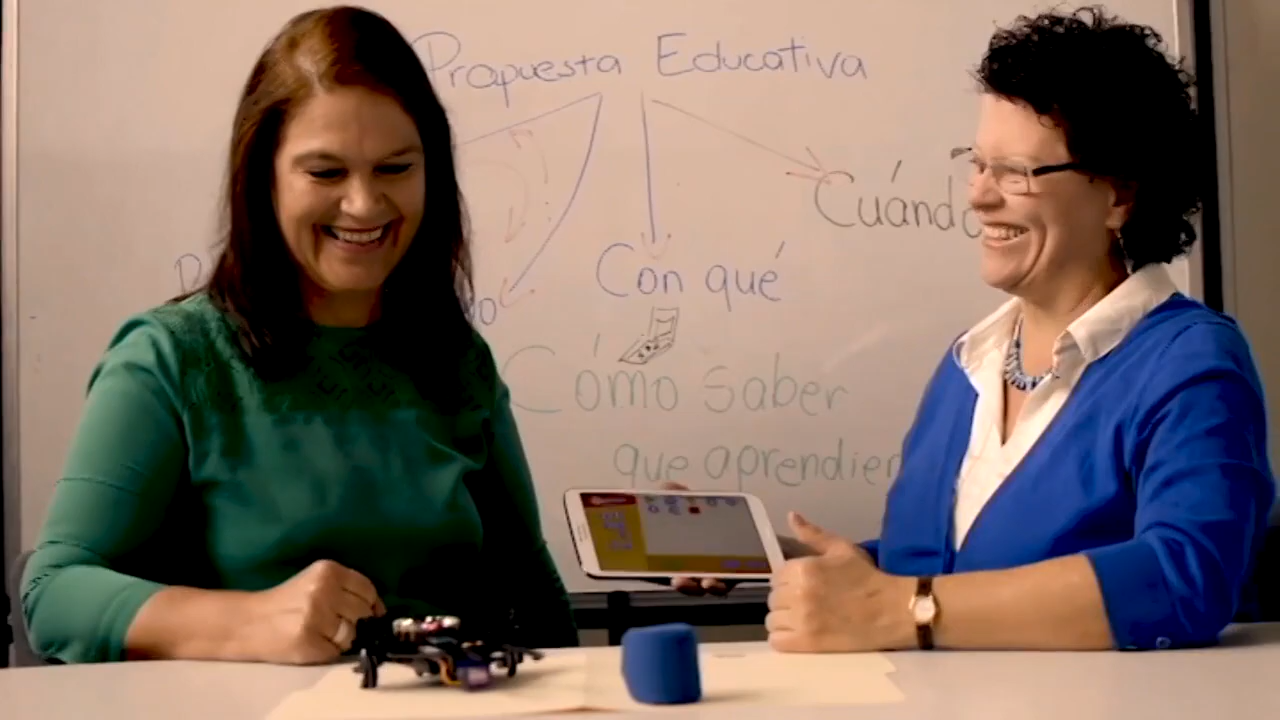 Propuesta Educativa
Cuándo
Con qué
Cómo saber
que aprendier